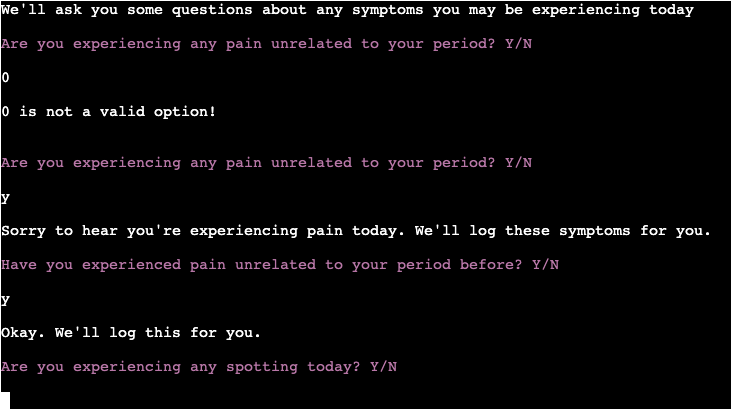 We'll ask you some questions about any symptoms you may be experiencing today
Are you experiencing any pain unrelated to your period? Y/N
0
0 is not a valid option!
Are you experiencing any pain unrelated to your period? Y/N
y
Sorry to hear you're experiencing pain today. We'll log these symptoms for you.
Have you experienced pain unrelated to your period before? Y/N
y
Okay. We'll log this for you.
Are you experiencing any spotting today? Y/N